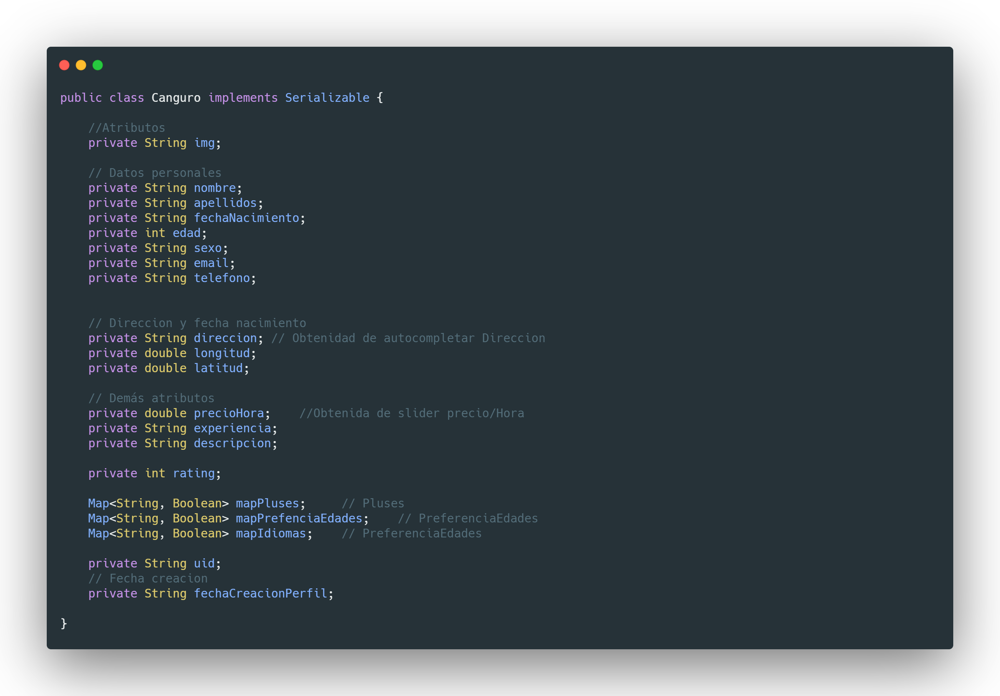 public class Canguro implements Serializable {
//Atributos
private String img;
// Datos personales
private String nombre;
private String apellidos;
private String fechaNacimiento;
private int edad;
private String sexo;
private String email;
private String telefono;
// Direccion y fecha nacimiento
private String direccion; // Obtenidad de autocompletar Direccion
private double longitud;
private double latitud;
// Demás atributos
private double precioHora;    //Obtenida de slider precio/Hora
private String experiencia;
private String descripcion;
private int rating;
Map<String, Boolean> mapPluses;     // Pluses
Map<String, Boolean> mapPrefenciaEdades;    // PreferenciaEdades
Map<String, Boolean> mapIdiomas;    // PreferenciaEdades
private String uid;
// Fecha creacion
private String fechaCreacionPerfil;
}